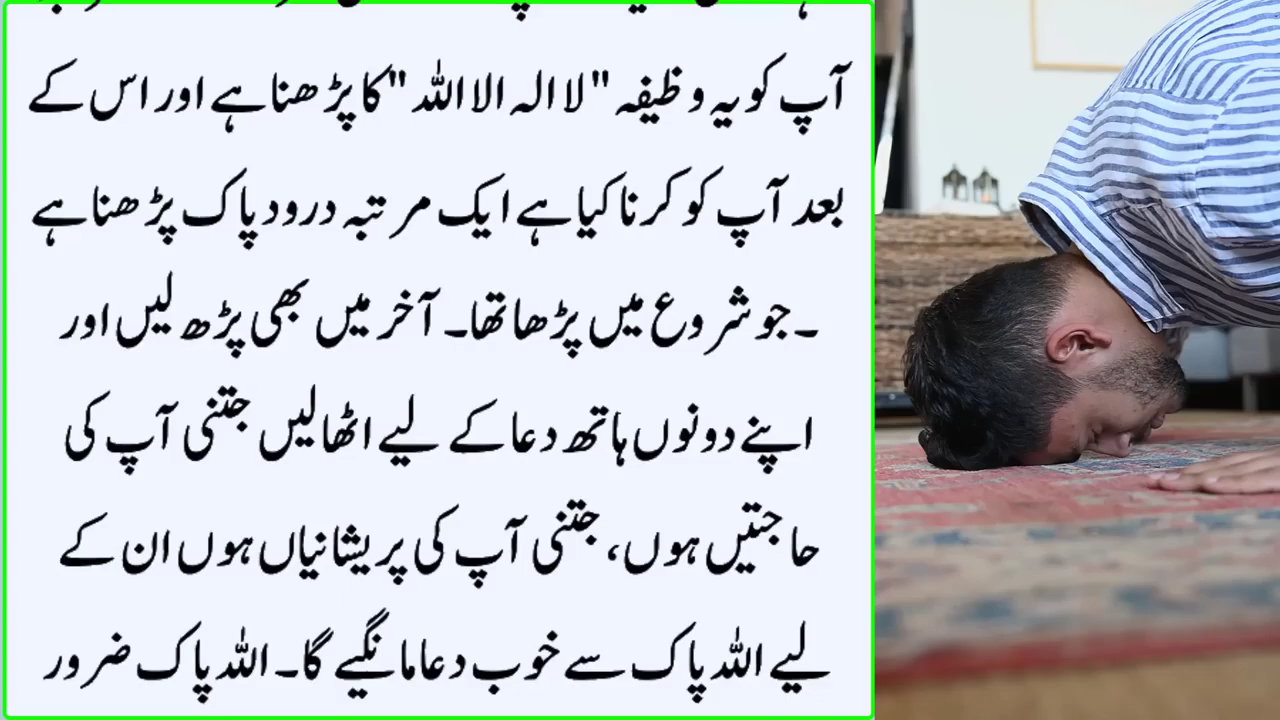 آپ کو یہ وظیفہ "لا الہ الا اللہ" کا پڑھنا ہے اور اس کے
بعد آپ کو کرنا کیا ہے ایک مرتبہ درود پاک پڑھنا ہے
۔ جو شروع میں پڑھا تھا۔ آخر میں بھی پڑھ لیں اور
اپنے دونوں ہاتھ دعا کے لیے اٹھا لیں جتنی آپ کی
حاجتیں ہوں، جتنی آپ کی پریشانیاں ہوں ان کے
لیے اللہ پاک سے خوب دعا مانگیے گا۔ اللہ پاک ضرور